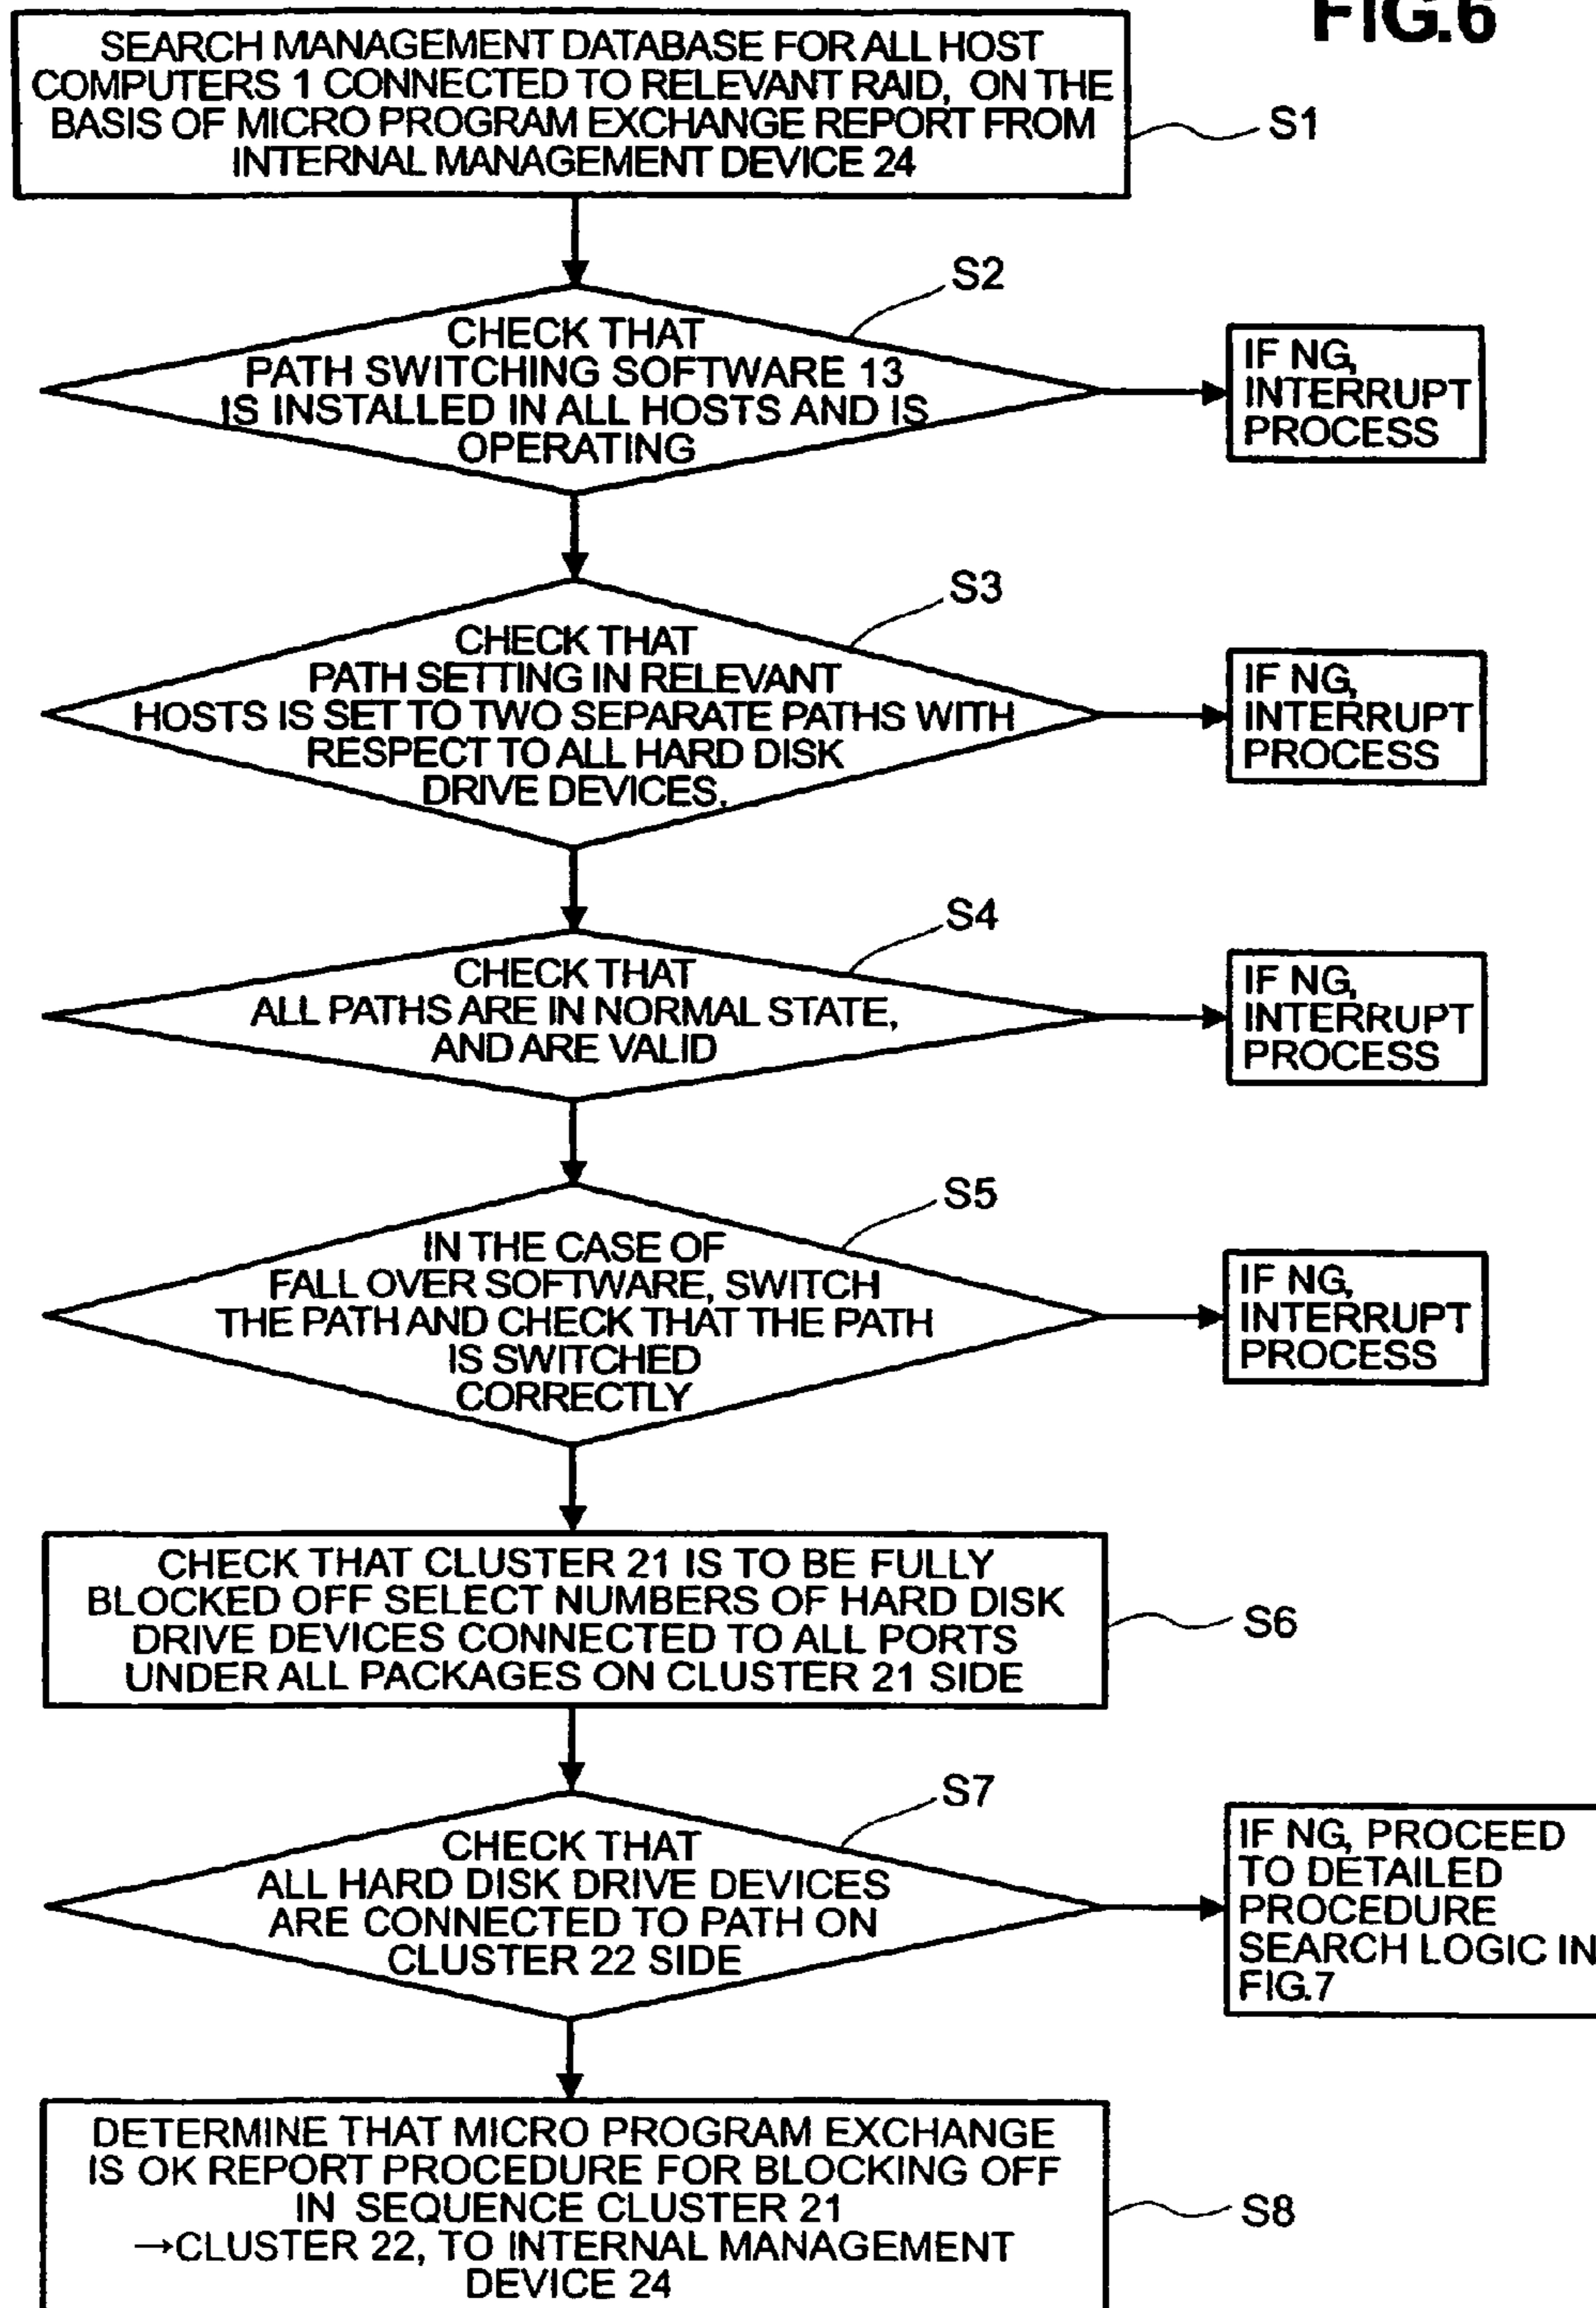 FIG.6
SEARCH MANAGEMENT DATABASE FOR ALL HOST
COMPUTERS 1 CONNECTED TO RELEVANT RAID, ON THE
BASIS OF MICRO PROGRAM EXCHANGE REPORT FROM
INTERNAL MANAGEMENT DEVICE 24
S1
S2
CHECK THAT
PATH SWITCHING SOFTWARE 13
IS INSTALLED IN ALL HOSTS AND IS
OPERATING
IF NG,
INTERRUPT
PROCESS
S3
CHECK THAT
PATH SETTING IN RELEVANT
HOSTS IS SET TO TWO SEPARATE PATHS WITH
RESPECT TO ALL HARD DISK
DRIVE DEVICES,
IF NG,
INTERRUPT
PROCESS
S4
CHECK THAT
ALL PATHS ARE IN NORMAL STATE,
AND ARE VALID
IF NG,
INTERRUPT
PROCESS
S5
IN THE CASE OF
FALL OVER SOFTWARE, SWITCH
THE PATH AND CHECK THAT THE PATH
IS SWITCHED
CORRECTLY
IF NG,
INTERRUPT
PROCESS
CHECK THAT CLUSTER 21 IS TO BE FULLY
BLOCKED OFF SELECT NUMBERS OF HARD DISK
DRIVE DEVICES CONNECTED TO ALL PORTS
UNDER ALL PACKAGES ON CLUSTER 21 SIDE
S6
S7
CHECK THAT
ALL HARD DISK DRIVE DEVICES
ARE CONNECTED TO PATH ON
CLUSTER 22 SIDE
IF NG, PROCEED
TO DETAILED
PROCEDURE
SEARCH LOGIC IN
FIG.7
DETERMINE THAT MICRO PROGRAM EXCHANGE
IS OK REPORT PROCEDURE FOR BLOCKING OFF
IN SEQUENCE CLUSTER 21
→CLUSTER 22, TO INTERNAL MANAGEMENT
DEVICE 24
S8